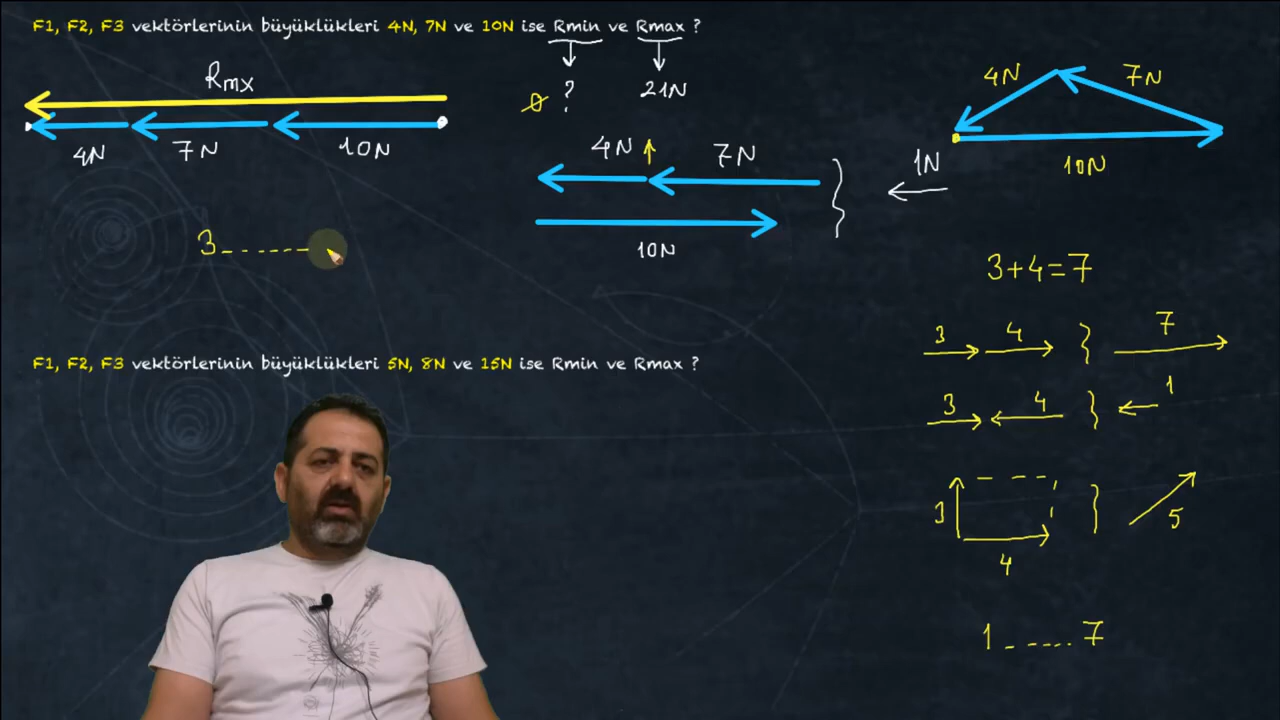 F1, F2, F3 vektörlerinin büyüklükleri 4N, 7N ve 10N ise Rmin ve Rmax ?
Rmx
4N 7N 10N
0 ? 21N
4N 7N
10N
1N
4N 7N
10N
3
3+4=7
3 4 7
3 4 1
3 4 5
1 7
F1, F2, F3 vektörlerinin büyüklükleri 5N, 8N ve 15N ise Rmin ve Rmax ?